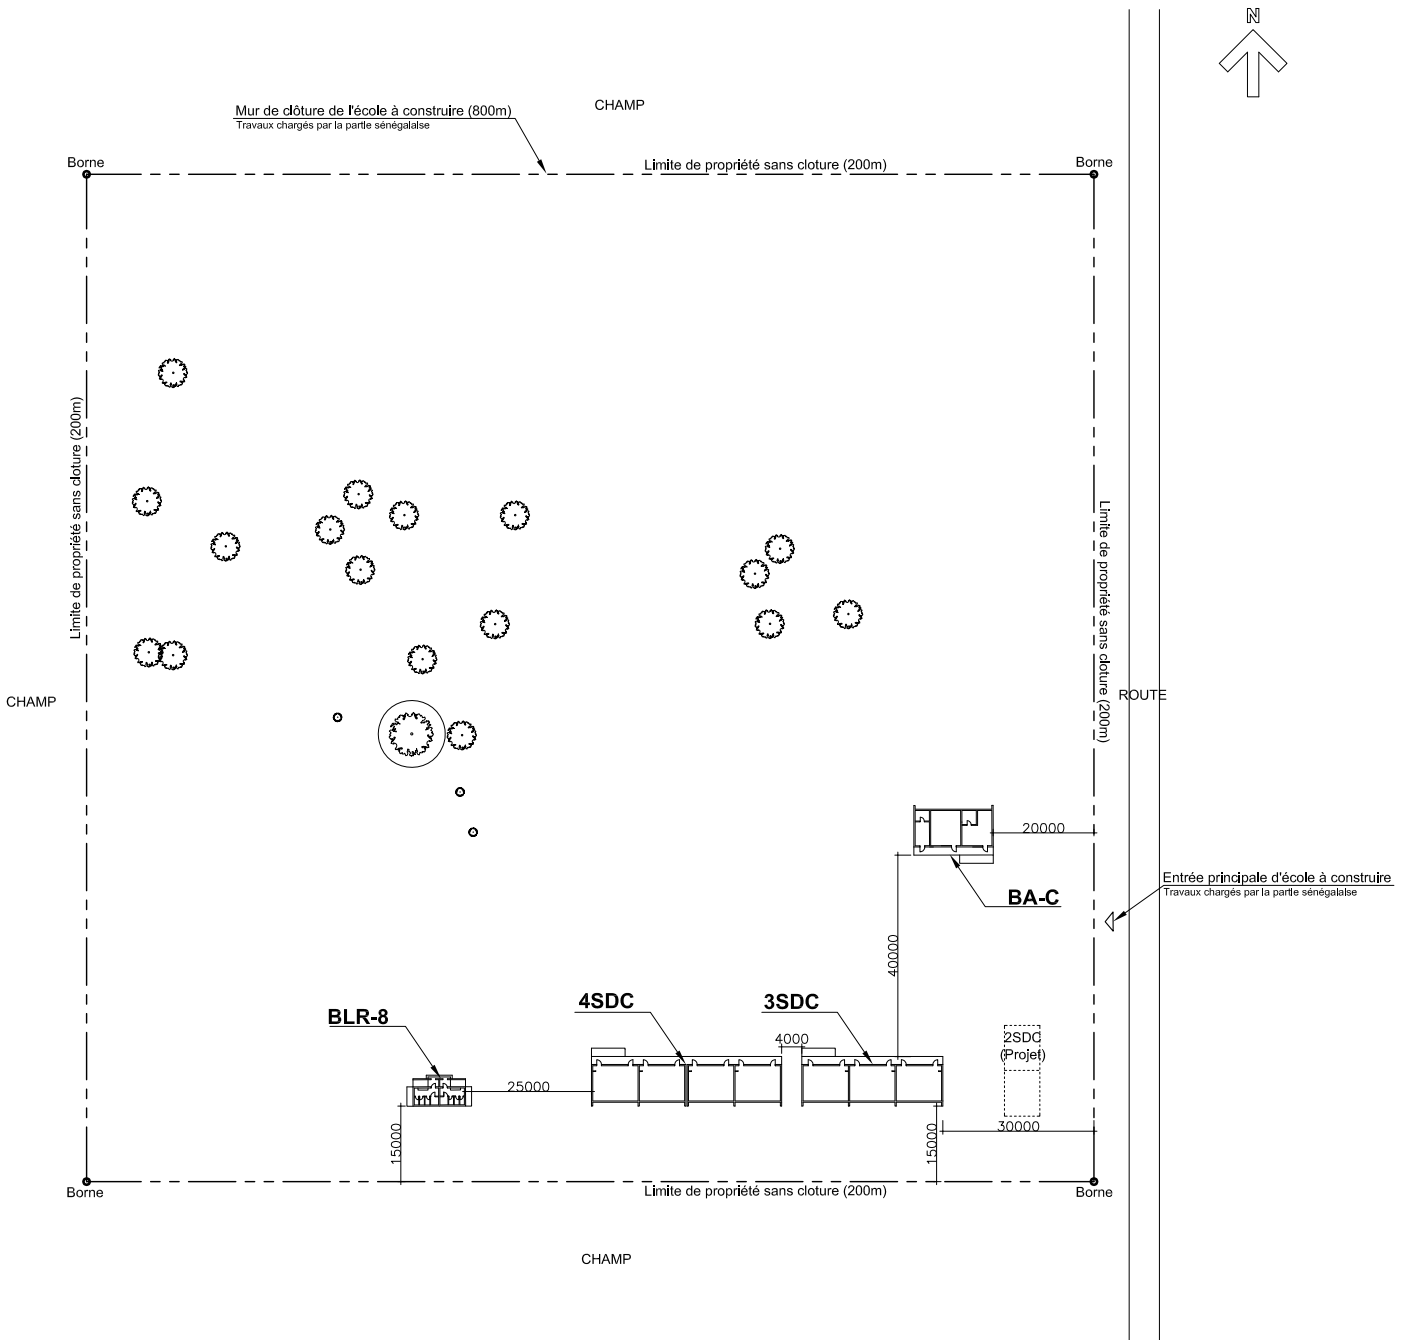 N
CHAMP
Mur de clôture de l'école à construire (800m)
Travaux chargés par la partie sénégalaise
Borne
Limite de propriété sans cloture (200m)
Borne
Limite de propriété sans cloture (200m)
Limite de propriété sans cloture (200m)
CHAMP
ROUTE
20000
Entrée principale d'école à construire
Travaux chargés par la partie sénégalaise
BA-C
40000
4SDC
3SDC
BLR-8
4000
2SDC
(Projet)
25000
15000
15000
30000
Borne
Limite de propriété sans cloture (200m)
Borne
CHAMP